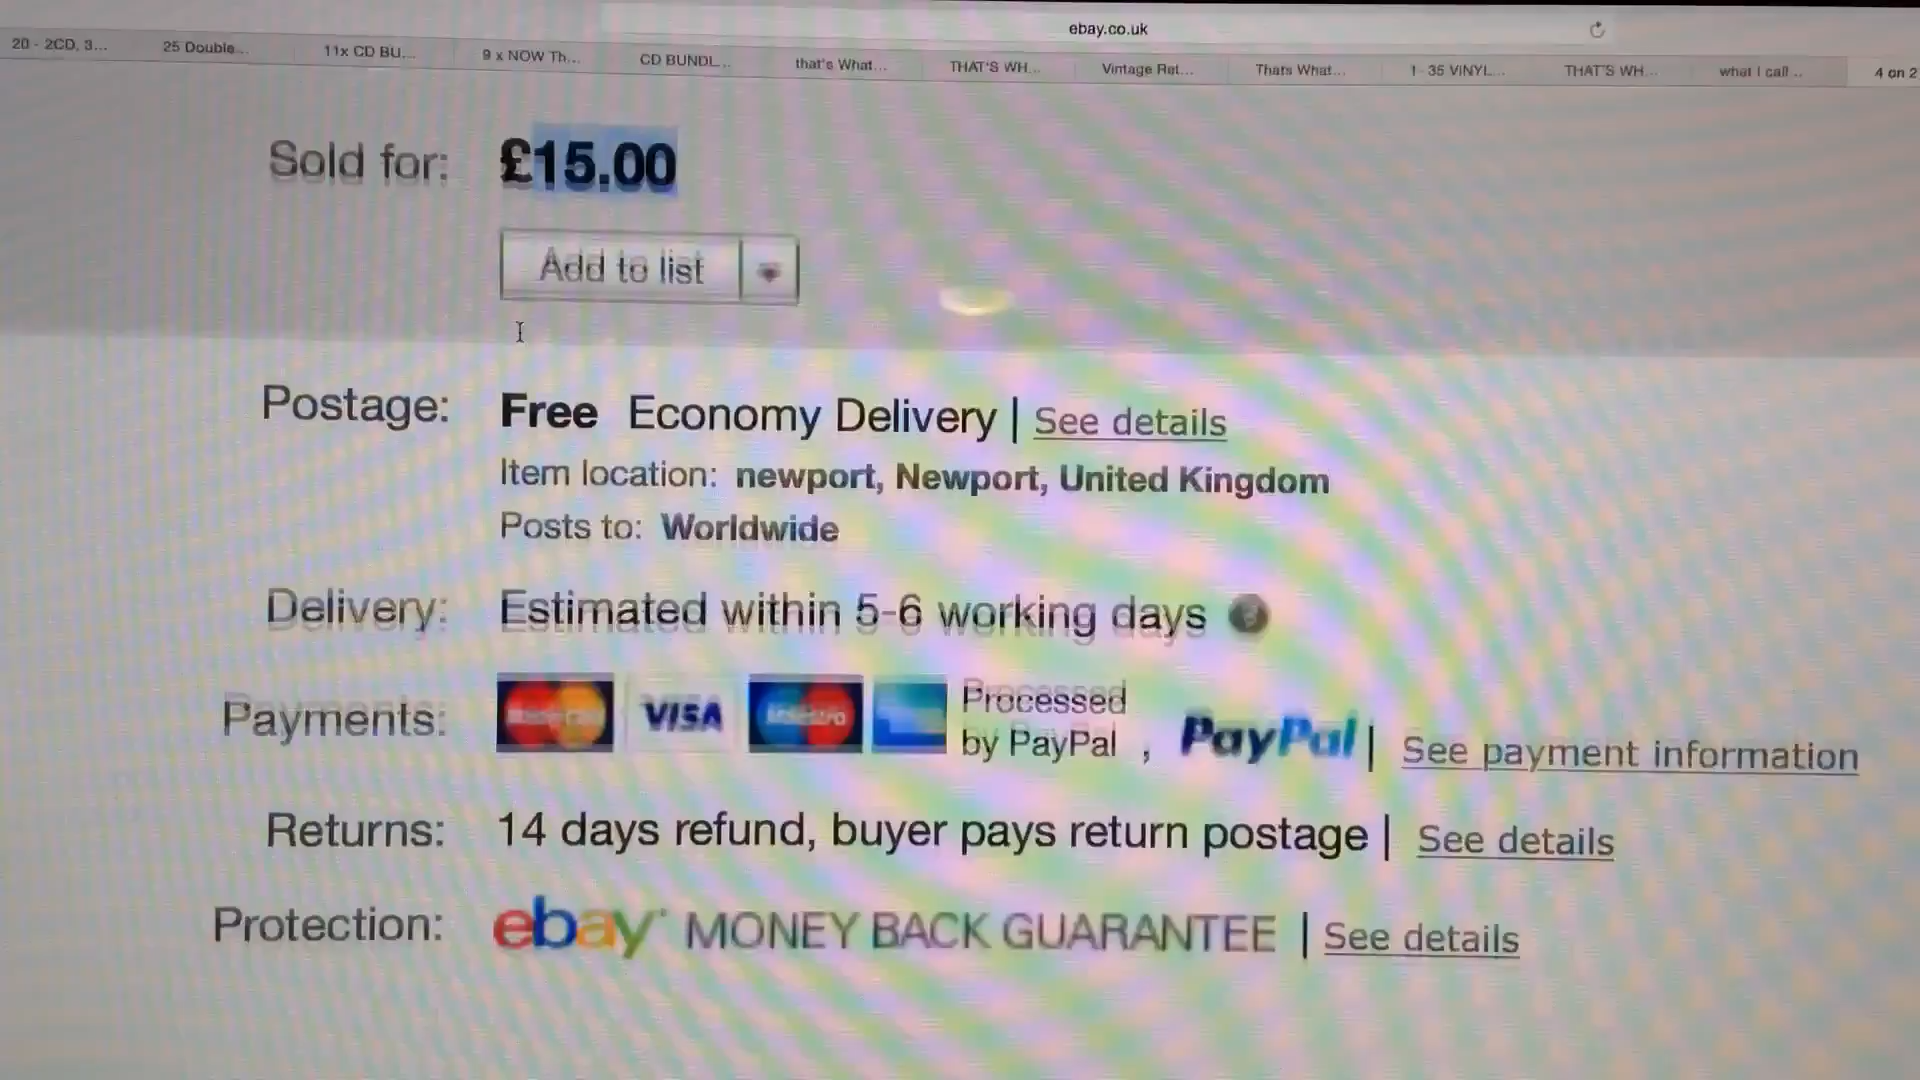 ebay.co.uk
20 - 2CD, 3...
25 Double...
11x CD BU...
9 x NOW Th...
CD BUNDL...
that's What...
THAT'S WH...
Vintage Ret...
Thats What...
1 - 35 VINYL...
THAT'S WH...
what I call ...
4 on 2
Sold for: £15.00
Add to list
Postage: Free Economy Delivery | See details
Item location: newport, Newport, United Kingdom
Posts to: Worldwide
Delivery: Estimated within 5-6 working days
Payments: MasterCard VISA Maestro Processed by PayPal , PayPal | See payment information
Returns: 14 days refund, buyer pays return postage | See details
Protection: ebay MONEY BACK GUARANTEE | See details